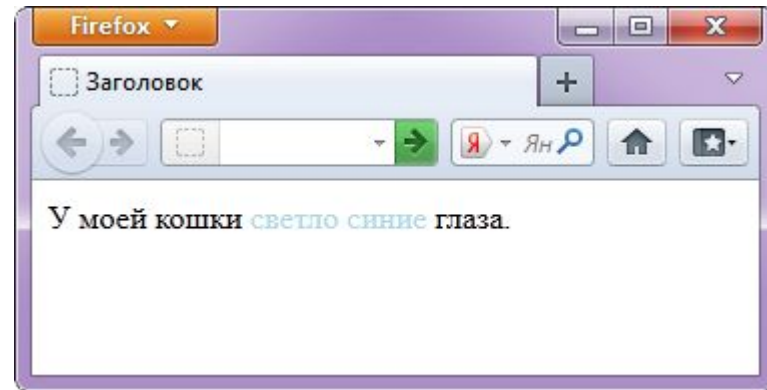 Firefox
Заголовок
Я Ян
У моей кошки светло синие глаза.